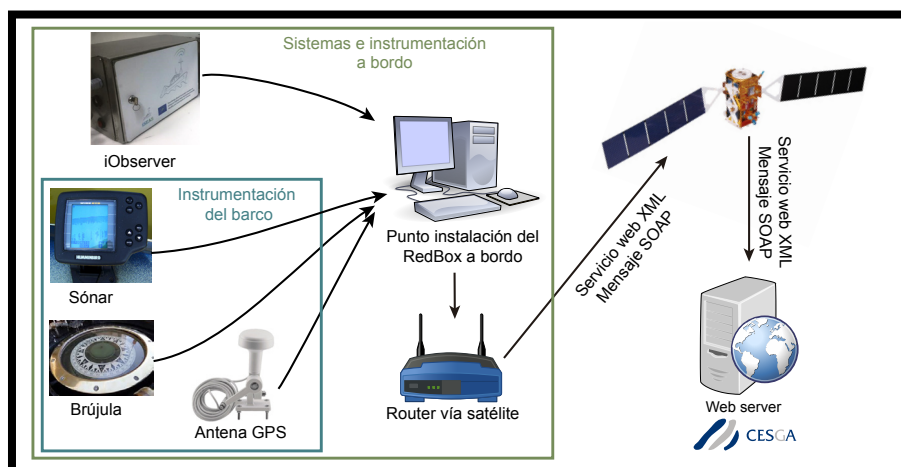 Sistemas e instrumentación
a bordo
iObserver
Instrumentación
del barco
Sónar
Brújula
Antena GPS
Punto instalación del
RedBox a bordo
Router vía satélite
Servicio web XML
Mensaje SOAP
Servicio web XML
Mensaje SOAP
Web server
CESGA